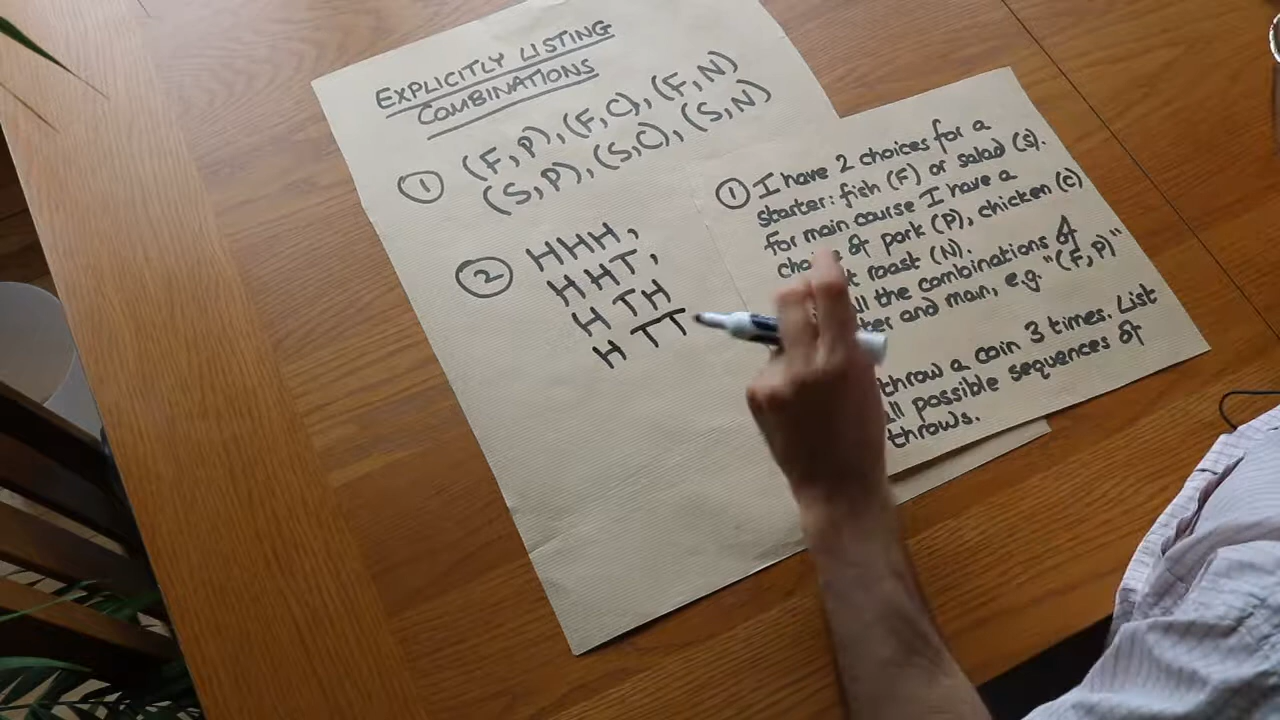 EXPLICITLY LISTING
COMBINATIONS
① (F,P), (F,C), (F,N)
(S,P), (S,C), (S,N)
② HHH,
HHT,
HTH
HTT
① I have 2 choices for a
starter: fish (F) or salad (S).
For main course I have a
of pork (P), chicken (C)
roast (N).
the combinations of
and main, e.g. "(F,P)"
throw a coin 3 times. List
possible sequences of
throws.